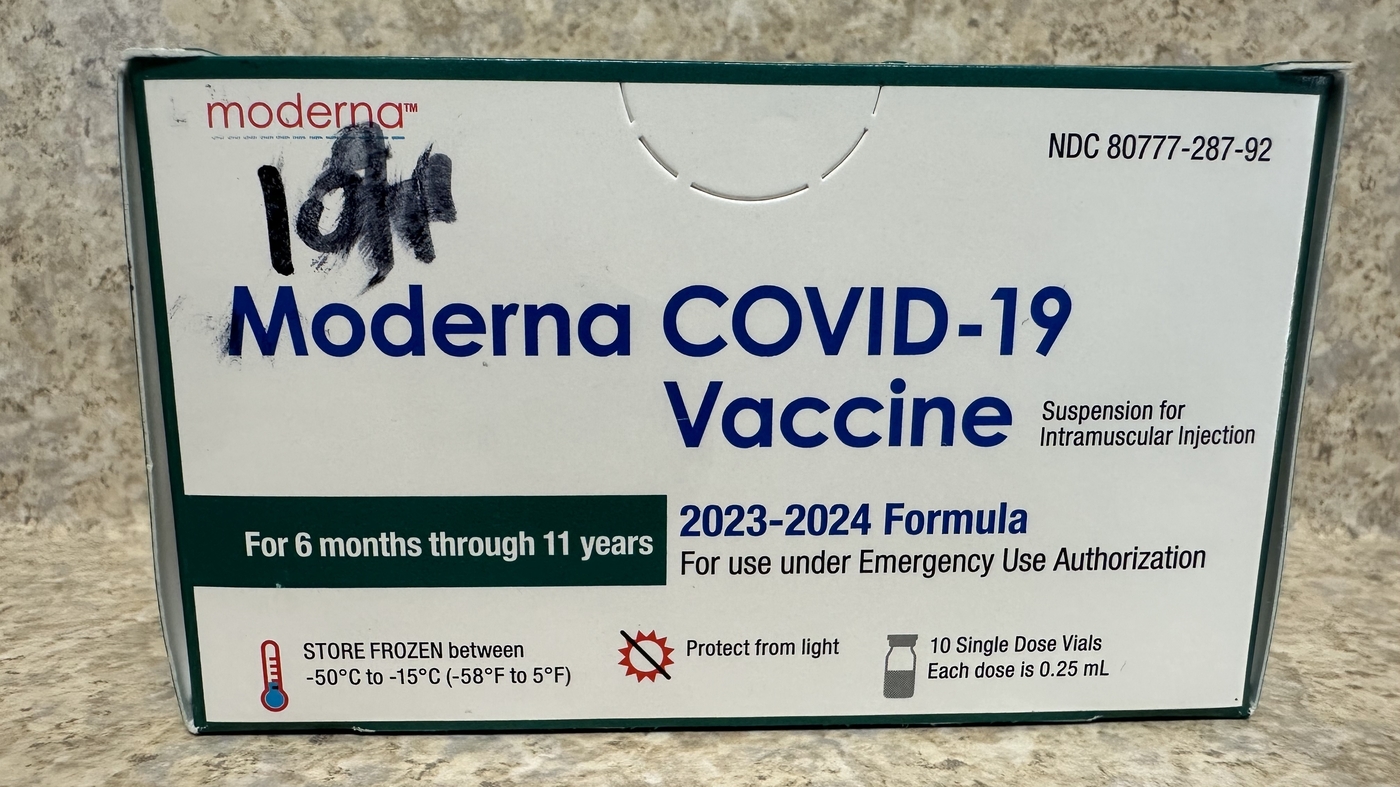 moderna™
NDC 80777-287-92
Moderna COVID-19
Vaccine
Suspension for
Intramuscular Injection
For 6 months through 11 years
2023-2024 Formula
For use under Emergency Use Authorization
STORE FROZEN between
-50°C to -15°C (-58°F to 5°F)
Protect from light
10 Single Dose Vials
Each dose is 0.25 mL